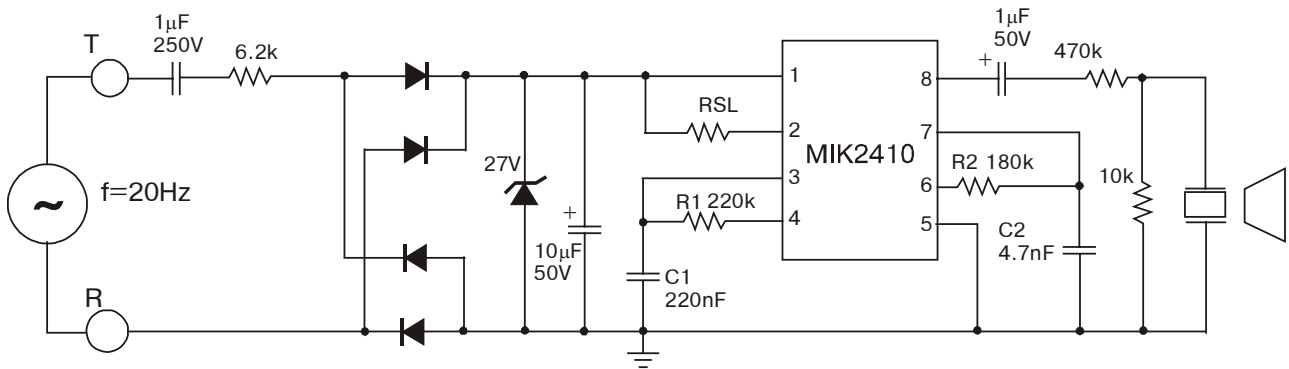 T
1µF
250V
6.2k
f=20Hz
R
27V
+
10µF
50V
RSL
R1 220k
C1
220nF
1
2
3
4
MIK2410
8
7
6
5
1µF
50V
+
470k
R2 180k
C2
4.7nF
10k